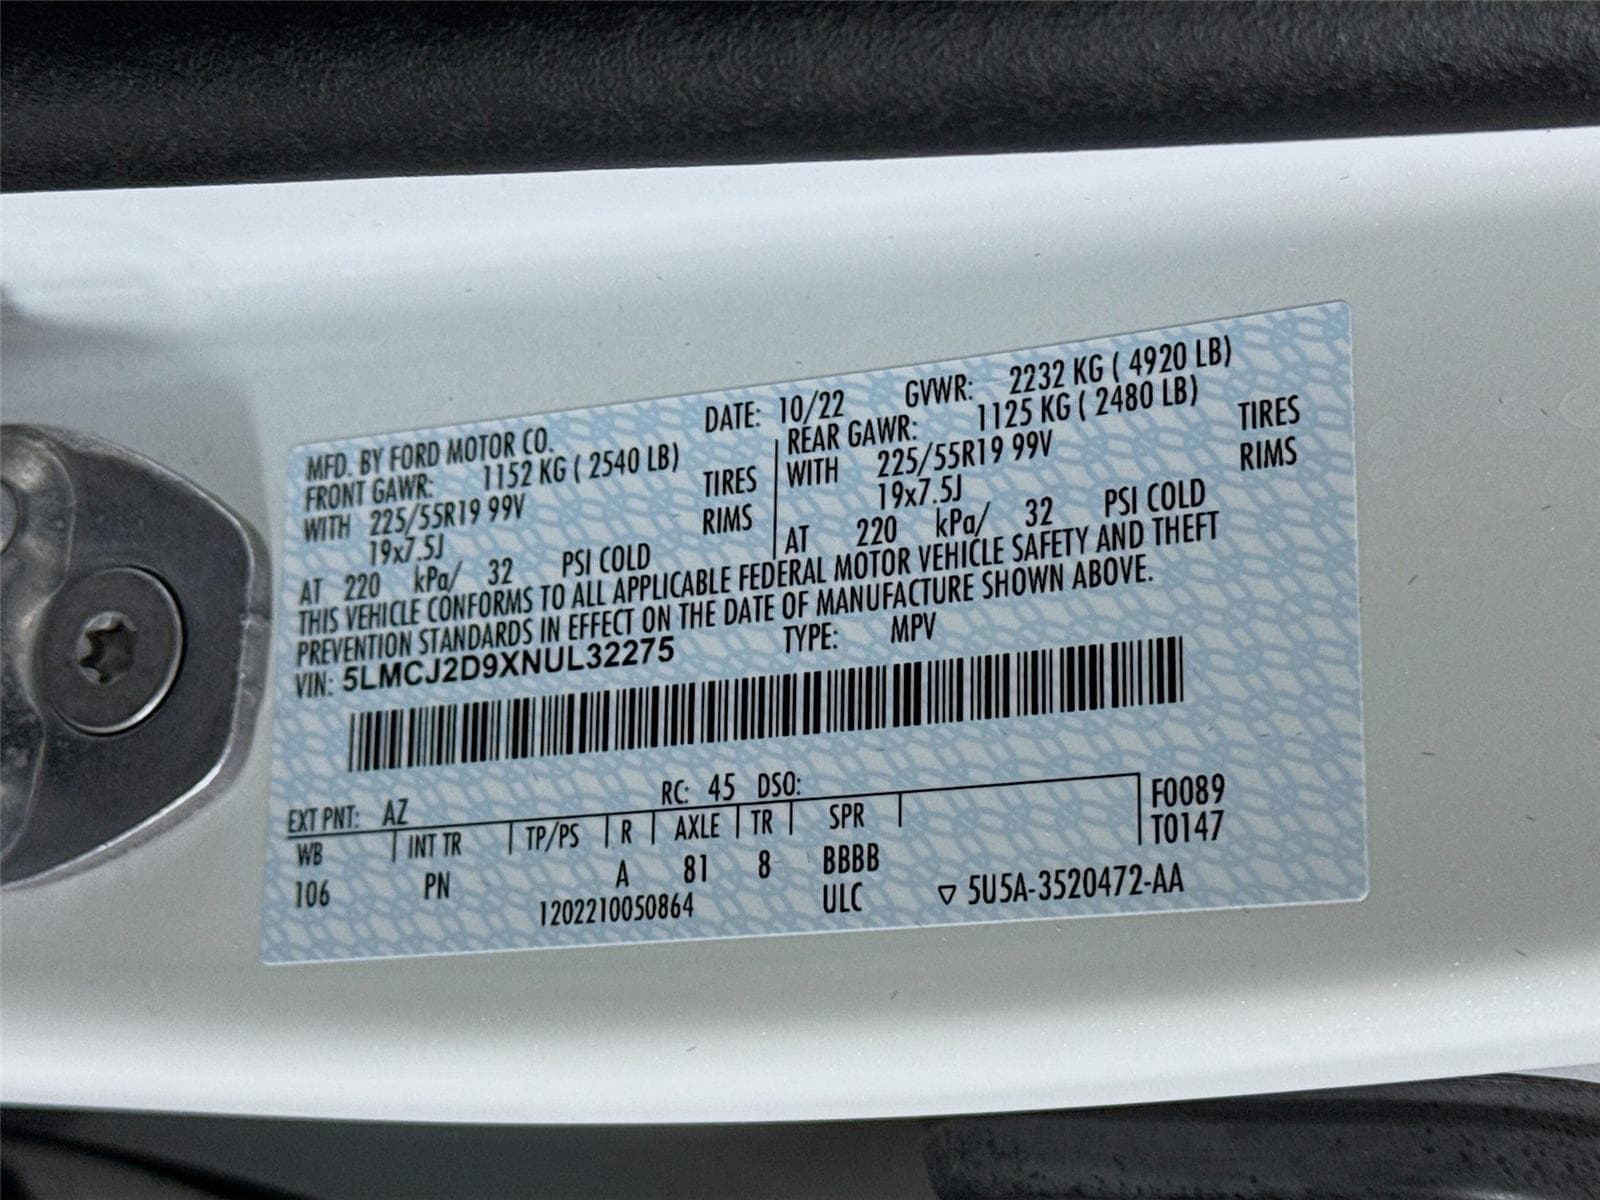 MFD. BY FORD MOTOR CO. DATE: 10/22 GVWR: 2232 KG ( 4920 LB)
FRONT GAWR: 1152 KG ( 2540 LB) REAR GAWR: 1125 KG ( 2480 LB)
WITH 225/55R19 99V TIRES WITH 225/55R19 99V TIRES
19x7.5J RIMS 19x7.5J RIMS
AT 220 kPa/ 32 PSI COLD AT 220 kPa/ 32 PSI COLD
THIS VEHICLE CONFORMS TO ALL APPLICABLE FEDERAL MOTOR VEHICLE SAFETY AND THEFT
PREVENTION STANDARDS IN EFFECT ON THE DATE OF MANUFACTURE SHOWN ABOVE.
VIN: 5LMCJ2D9XNUL32275 TYPE: MPV
EXT PNT: AZ RC: 45 DSO: F0089
WB INT TR TP/PS R AXLE TR SPR T0147
106 PN A 81 8 BBBB
1202210050864 ULC ▽ 5U5A-3520472-AA